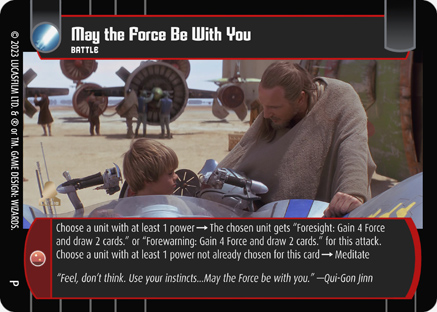 May the Force Be With You
BATTLE
© 2023 LUCASFILM LTD. & ® or TM. GAME DESIGN: WIZARDS.
P
Choose a unit with at least 1 power → The chosen unit gets "Foresight: Gain 4 Force
and draw 2 cards." or "Forewarning: Gain 4 Force and draw 2 cards." for this attack.
Choose a unit with at least 1 power not already chosen for this card → Meditate
"Feel, don't think. Use your instincts...May the Force be with you." —Qui-Gon Jinn